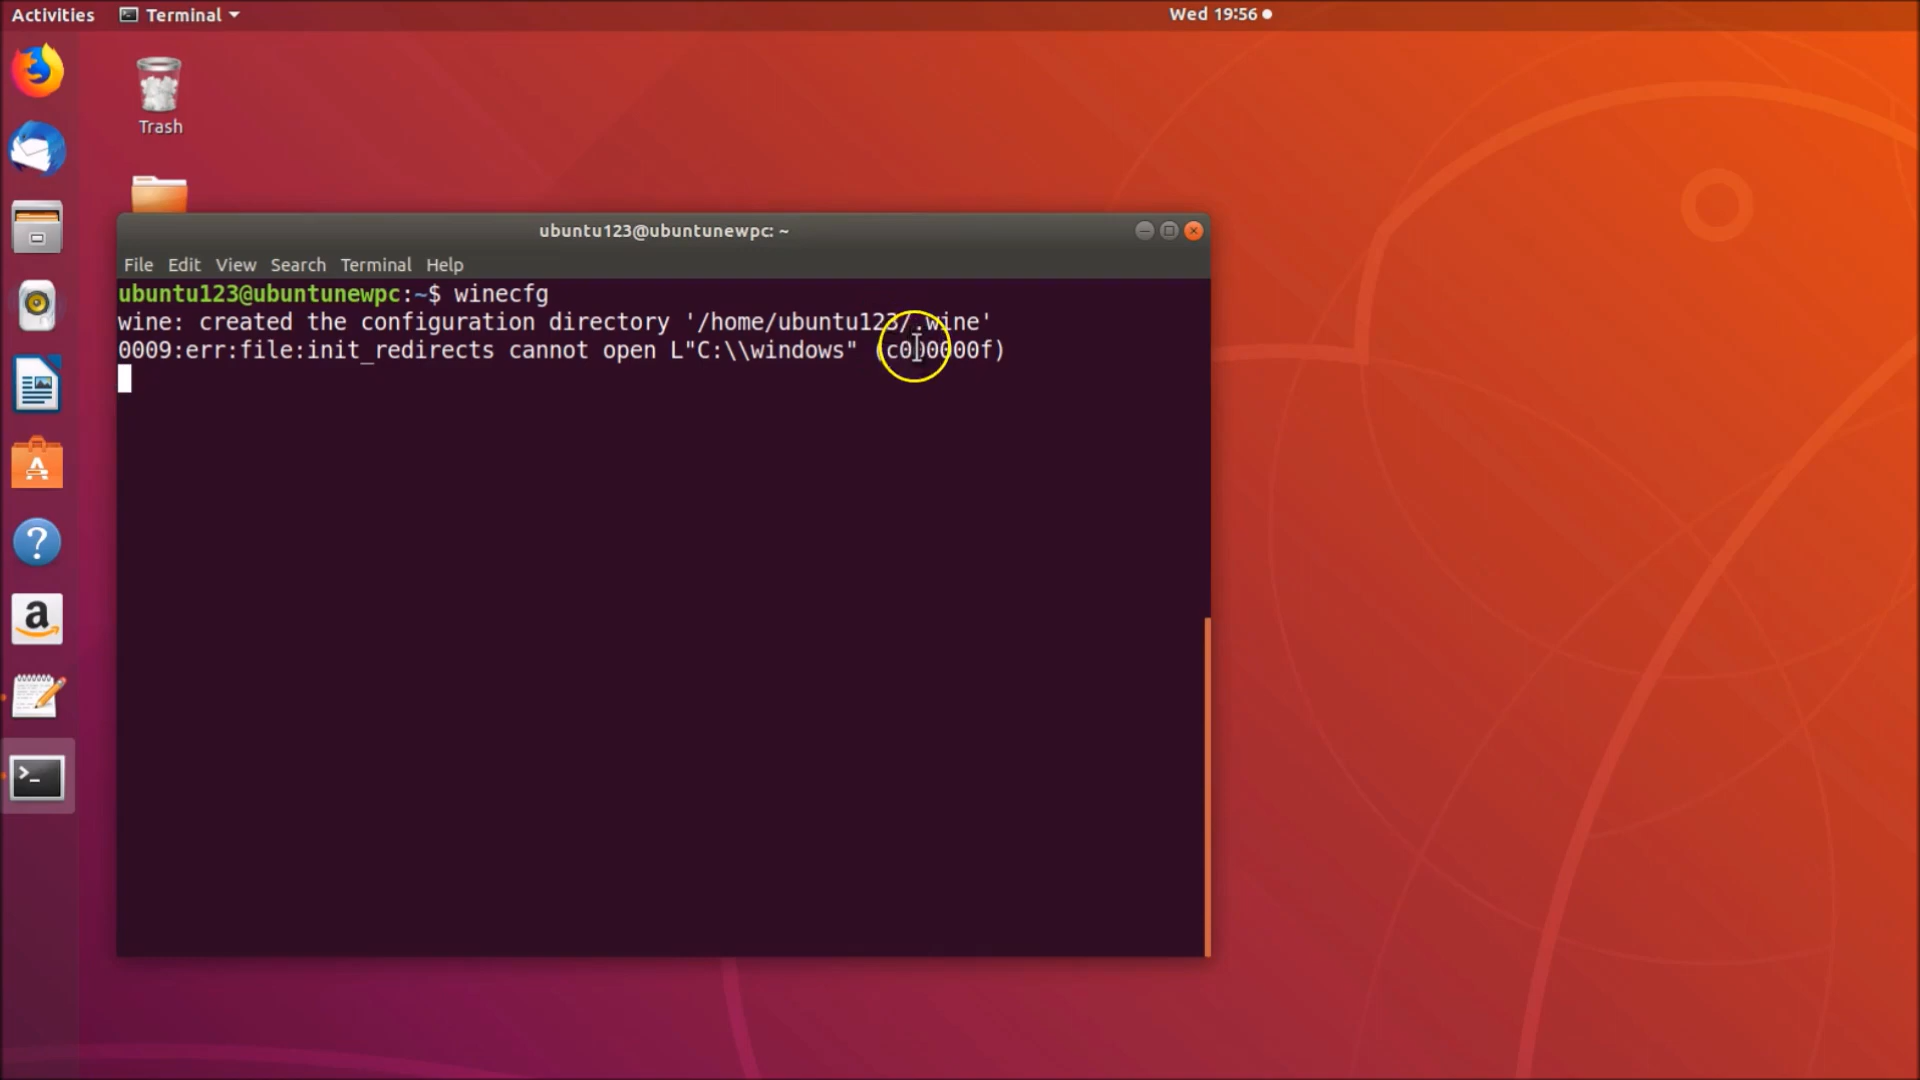 Activities Terminal Wed 19:56
Trash
ubuntu123@ubuntunewpc: ~
File Edit View Search Terminal Help
ubuntu123@ubuntunewpc:~$ winecfg
wine: created the configuration directory '/home/ubuntu123/.wine'
0009:err:file:init_redirects cannot open L"C:\\windows" (c000000f)